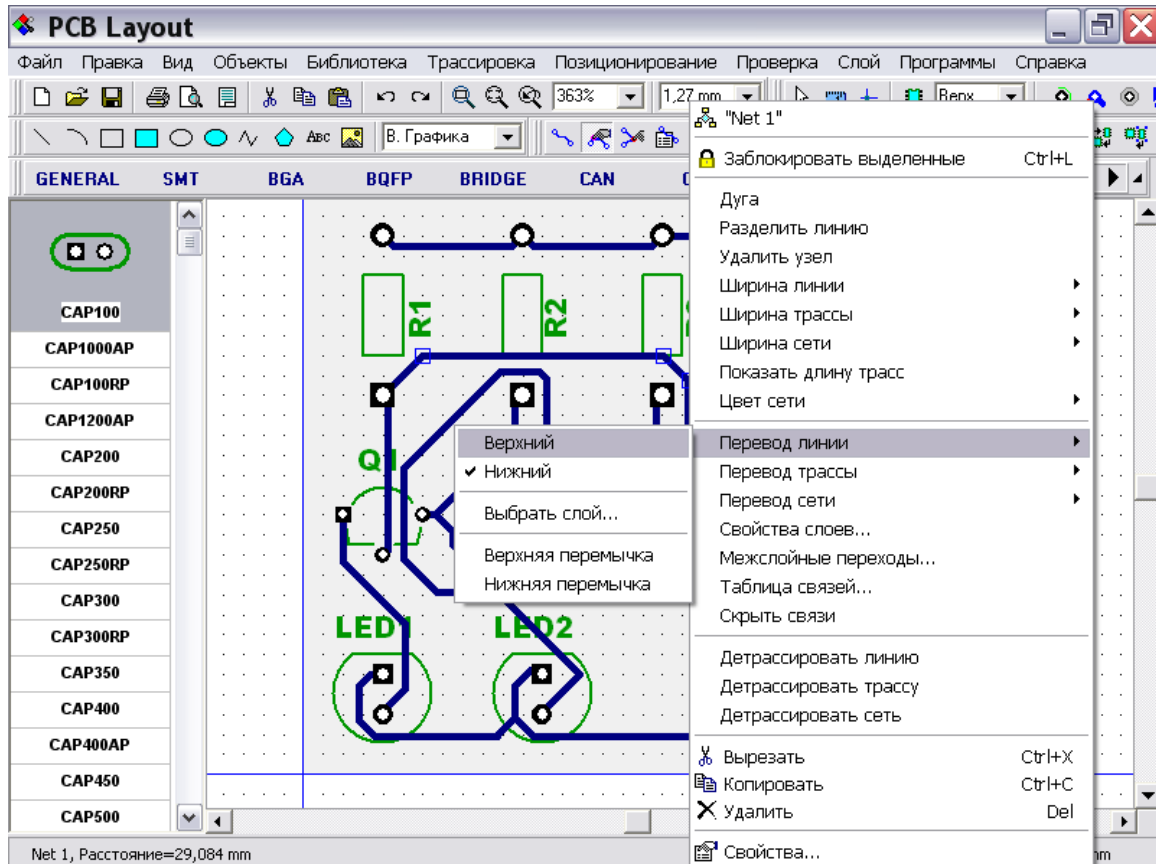 PCB Layout
Файл Правка Вид Объекты Библиотека Трассировка Позиционирование Проверка Слой Программы Справка
363% 1,27 mm
Авс В. Графика
GENERAL SMT BGA BQFP BRIDGE CAN
CAP100
CAP1000AP
CAP100RP
CAP1200AP
CAP200
CAP200RP
CAP250
CAP250RP
CAP300
CAP300RP
CAP350
CAP400
CAP400AP
CAP450
CAP500
R1
R2
Q1
LED1
LED2
"Net 1"
Заблокировать выделенные Ctrl+L
Дуга
Разделить линию
Удалить узел
Ширина линии
Ширина трассы
Ширина сети
Показать длину трасс
Цвет сети
Перевод линии
Перевод трассы
Перевод сети
Свойства слоев...
Межслойные переходы...
Таблица связей...
Скрыть связи
Детрассировать линию
Детрассировать трассу
Детрассировать сеть
Вырезать Ctrl+X
Копировать Ctrl+C
Удалить Del
Свойства...
Верхний
Нижний
Выбрать слой...
Верхняя перемычка
Нижняя перемычка
Net 1, Расстояние=29,084 mm